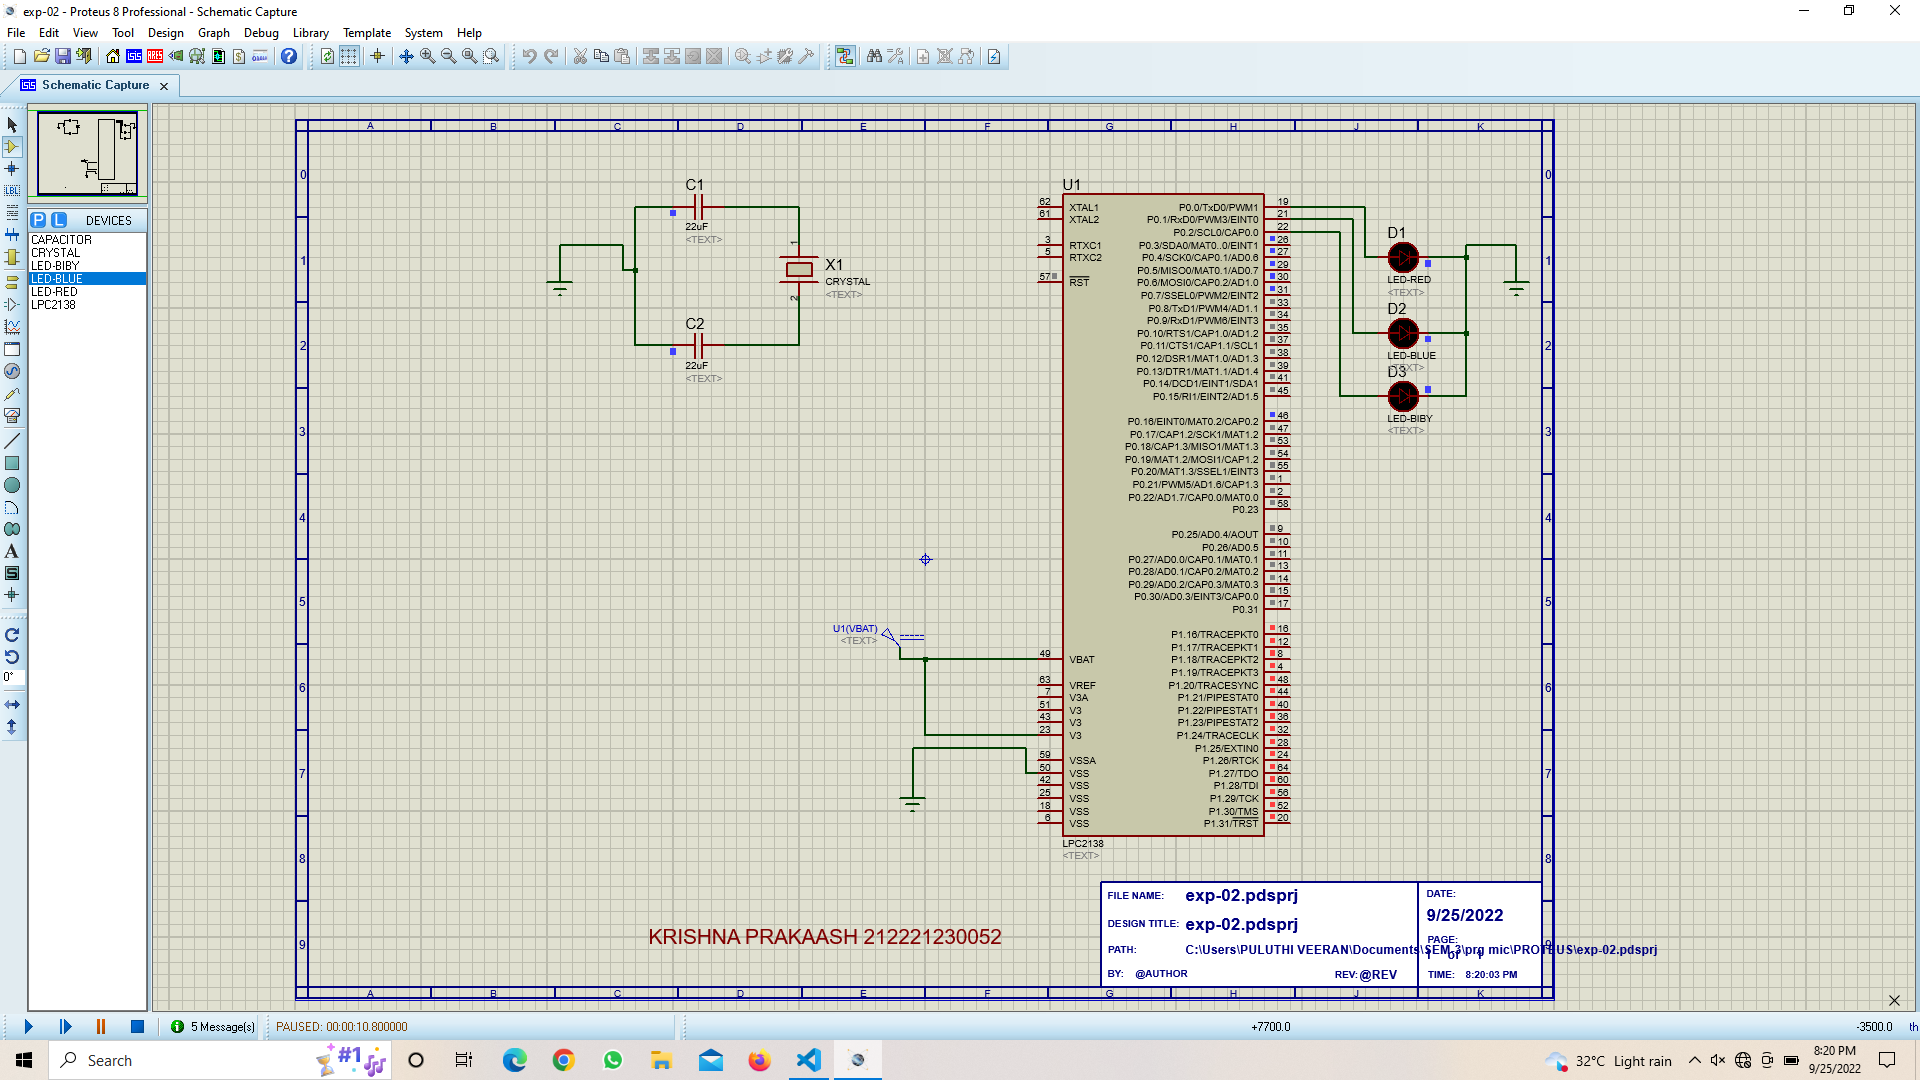 exp-02 - Proteus 8 Professional - Schematic Capture
File Edit View Tool Design Graph Debug Library Template System Help
Schematic Capture
P L DEVICES
CAPACITOR
CRYSTAL
LED-BIBY
LED-BLUE
LED-RED
LPC2138
LBL
A
S
0°
A B C D E F G H J K
0 1 2 3 4 5 6 7 8 9
C1
22uF
<TEXT>
X1
CRYSTAL
<TEXT>
1
2
C2
22uF
<TEXT>
U1(VBAT)
<TEXT>
U1
62 XTAL1
61 XTAL2
3 RTXC1
5 RTXC2
57 RST
49 VBAT
63 VREF
7 V3A
51 V3
43 V3
23 V3
59 VSSA
50 VSS
42 VSS
25 VSS
18 VSS
6 VSS
P0.0/TxD0/PWM1 19
P0.1/RxD0/PWM3/EINT0 21
P0.2/SCL0/CAP0.0 22
P0.3/SDA0/MAT0..0/EINT1 26
P0.4/SCK0/CAP0.1/AD0.6 27
P0.5/MISO0/MAT0.1/AD0.7 29
P0.6/MOSI0/CAP0.2/AD1.0 30
P0.7/SSEL0/PWM2/EINT2 31
P0.8/TxD1/PWM4/AD1.1 33
P0.9/RxD1/PWM6/EINT3 34
P0.10/RTS1/CAP1.0/AD1.2 35
P0.11/CTS1/CAP1.1/SCL1 37
P0.12/DSR1/MAT1.0/AD1.3 38
P0.13/DTR1/MAT1.1/AD1.4 39
P0.14/DCD1/EINT1/SDA1 41
P0.15/RI1/EINT2/AD1.5 45
P0.16/EINT0/MAT0.2/CAP0.2 46
P0.17/CAP1.2/SCK1/MAT1.2 47
P0.18/CAP1.3/MISO1/MAT1.3 53
P0.19/MAT1.2/MOSI1/CAP1.2 54
P0.20/MAT1.3/SSEL1/EINT3 55
P0.21/PWM5/AD1.6/CAP1.3 1
P0.22/AD1.7/CAP0.0/MAT0.0 2
P0.23 58
P0.25/AD0.4/AOUT 9
P0.26/AD0.5 10
P0.27/AD0.0/CAP0.1/MAT0.1 11
P0.28/AD0.1/CAP0.2/MAT0.2 13
P0.29/AD0.2/CAP0.3/MAT0.3 14
P0.30/AD0.3/EINT3/CAP0.0 15
P0.31 17
P1.16/TRACEPKT0 16
P1.17/TRACEPKT1 12
P1.18/TRACEPKT2 8
P1.19/TRACEPKT3 4
P1.20/TRACESYNC 48
P1.21/PIPESTAT0 44
P1.22/PIPESTAT1 40
P1.23/PIPESTAT2 36
P1.24/TRACECLK 32
P1.25/EXTIN0 28
P1.26/RTCK 24
P1.27/TDO 64
P1.28/TDI 60
P1.29/TCK 56
P1.30/TMS 52
P1.31/TRST 20
LPC2138
<TEXT>
D1
LED-RED
<TEXT>
D2
LED-BLUE
<TEXT>
D3
LED-BIBY
<TEXT>
0 1 2 3 4 5 6 7 8 9
KRISHNA PRAKAASH 212221230052
FILE NAME: exp-02.pdsprj
DESIGN TITLE: exp-02.pdsprj
PATH: C:\Users\PULUTHI VEERAN\Documents\SEM-3\prg mic\PROTEUS\exp-02.pdsprj
BY: @AUTHOR REV: @REV
DATE:
9/25/2022
PAGE:
TIME: 8:20:03 PM
A B C D E F G H J K
5 Message(s) PAUSED: 00:00:10.800000 +7700.0 -3500.0 th
Search #1
32°C Light rain
8:20 PM
9/25/2022